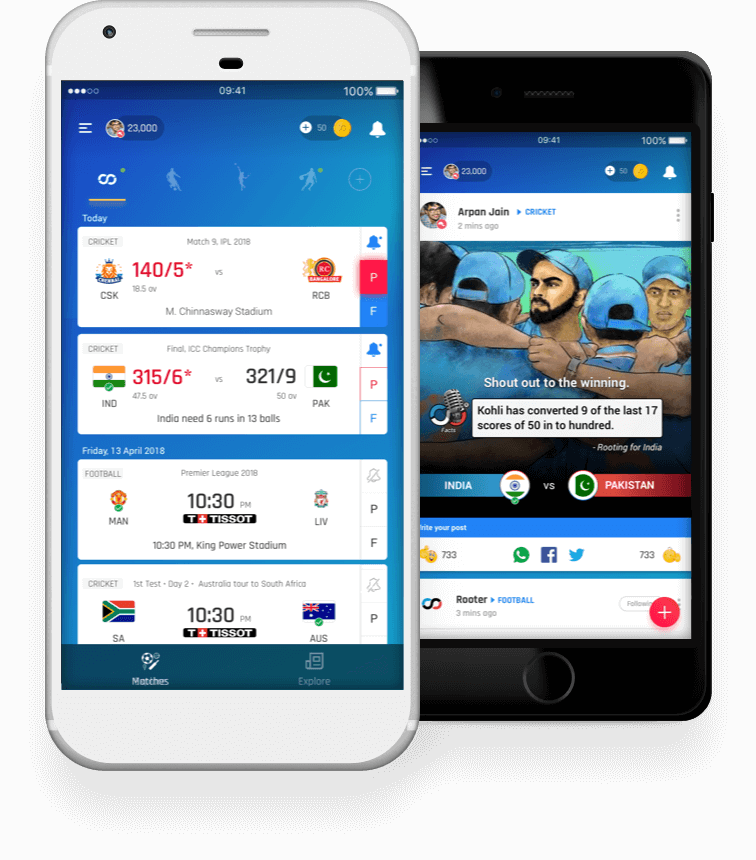 09:41
100%
23,000
50
Today
CRICKET
Match 9, IPL 2018
CHENNAI
140/5*
18.5 ov
vs
RC
BANGALORE
CSK
RCB
P
M. Chinnasway Stadium
F
CRICKET
Final, ICC Champions Trophy
315/6*
vs
321/9
P
47.5 ov
50 ov
IND
PAK
India need 6 runs in 13 balls
F
Friday, 13 April 2018
FOOTBALL
Premier League 2018
10:30 PM
T+TISSOT
P
MAN
LIV
10:30 PM, King Power Stadium
F
CRICKET
1st Test - Day 2 - Australia tour to South Africa
10:30 PM
T+TISSOT
P
SA
AUS
Matches
Explore
09:41
100%
23,000
50
Arpan Jain
CRICKET
2 mins ago
Shout out to the winning.
Kohli has converted 9 of the last 17
scores of 50 in to hundred.
Facts
- Rooting for India
INDIA
vs
PAKISTAN
rite your post
733
733
Rooter
FOOTBALL
3 mins ago
+